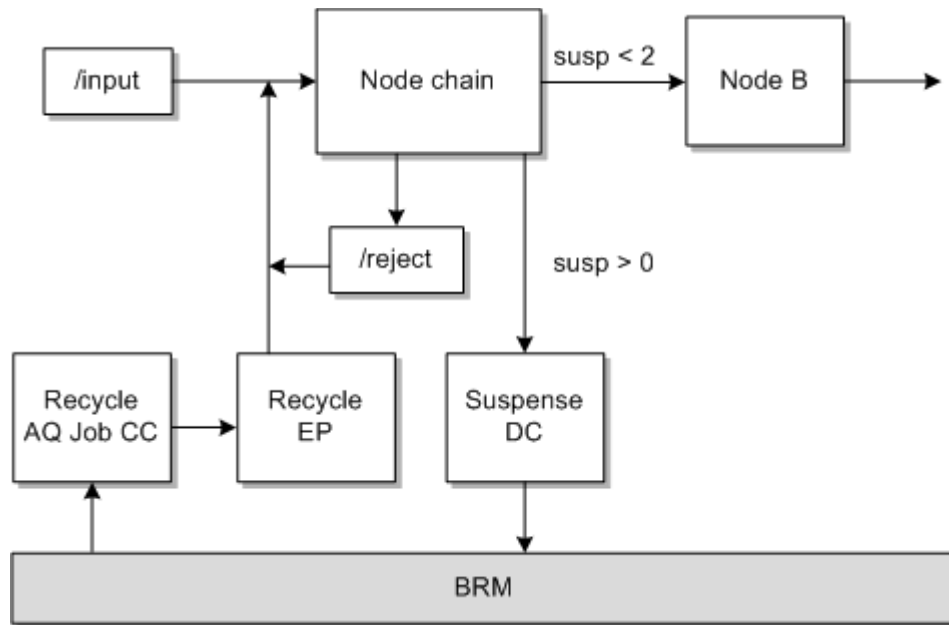 /input
Node chain
susp < 2
Node B
/reject
susp > 0
Recycle
AQ Job CC
Recycle
EP
Suspense
DC
BRM